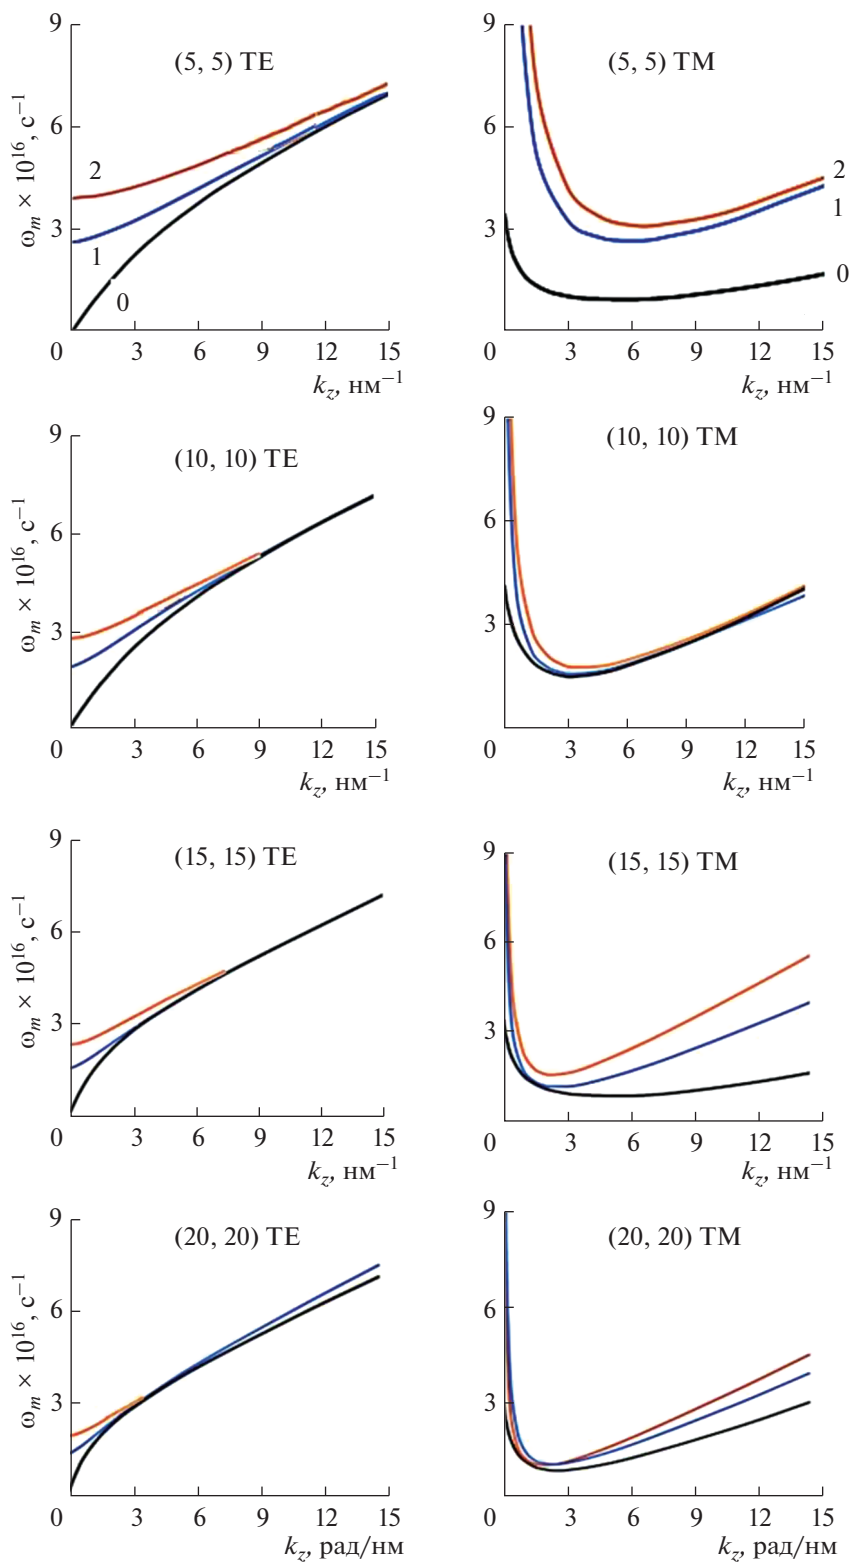 (5, 5) TE
ω_m × 10^16, с^−1
9
6
3
0
2
1
0
3 6 9 12 15
k_z, нм^−1
(5, 5) TM
9
6
3
0
2
1
0
3 6 9 12 15
k_z, нм^−1
(10, 10) TE
ω_m × 10^16, с^−1
9
6
3
0 3 6 9 12 15
k_z, нм^−1
(10, 10) TM
9
6
3
0 3 6 9 12 15
k_z, нм^−1
(15, 15) TE
ω_m × 10^16, с^−1
9
6
3
0 3 6 9 12 15
k_z, нм^−1
(15, 15) TM
9
6
3
0 3 6 9 12 15
k_z, нм^−1
(20, 20) TE
ω_m × 10^16, с^−1
9
6
3
0 3 6 9 12 15
k_z, рад/нм
(20, 20) TM
9
6
3
0 3 6 9 12 15
k_z, рад/нм